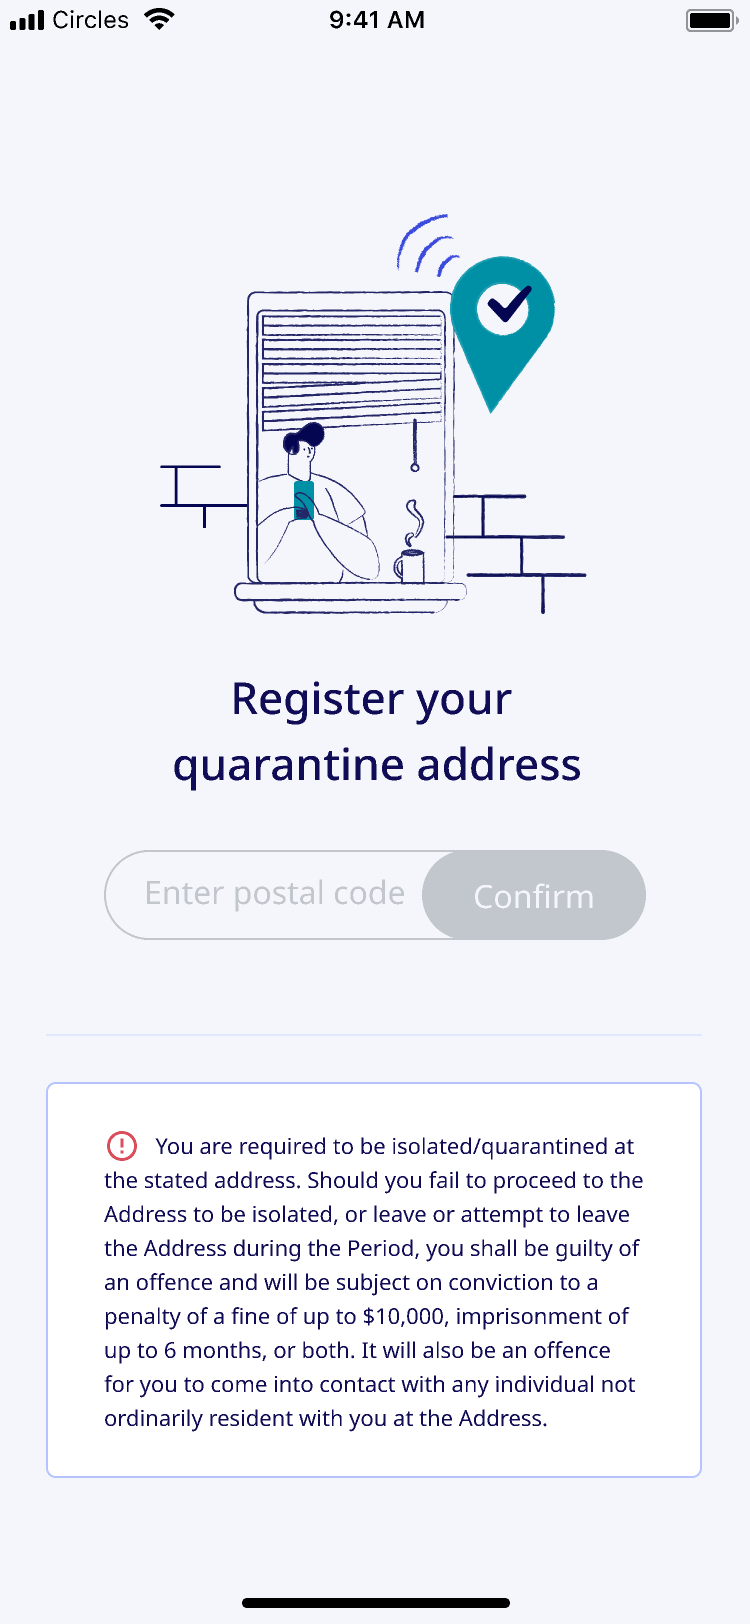 Circles
9:41 AM
Register your
quarantine address
Enter postal code
Confirm
You are required to be isolated/quarantined at
the stated address. Should you fail to proceed to the
Address to be isolated, or leave or attempt to leave
the Address during the Period, you shall be guilty of
an offence and will be subject on conviction to a
penalty of a fine of up to $10,000, imprisonment of
up to 6 months, or both. It will also be an offence
for you to come into contact with any individual not
ordinarily resident with you at the Address.